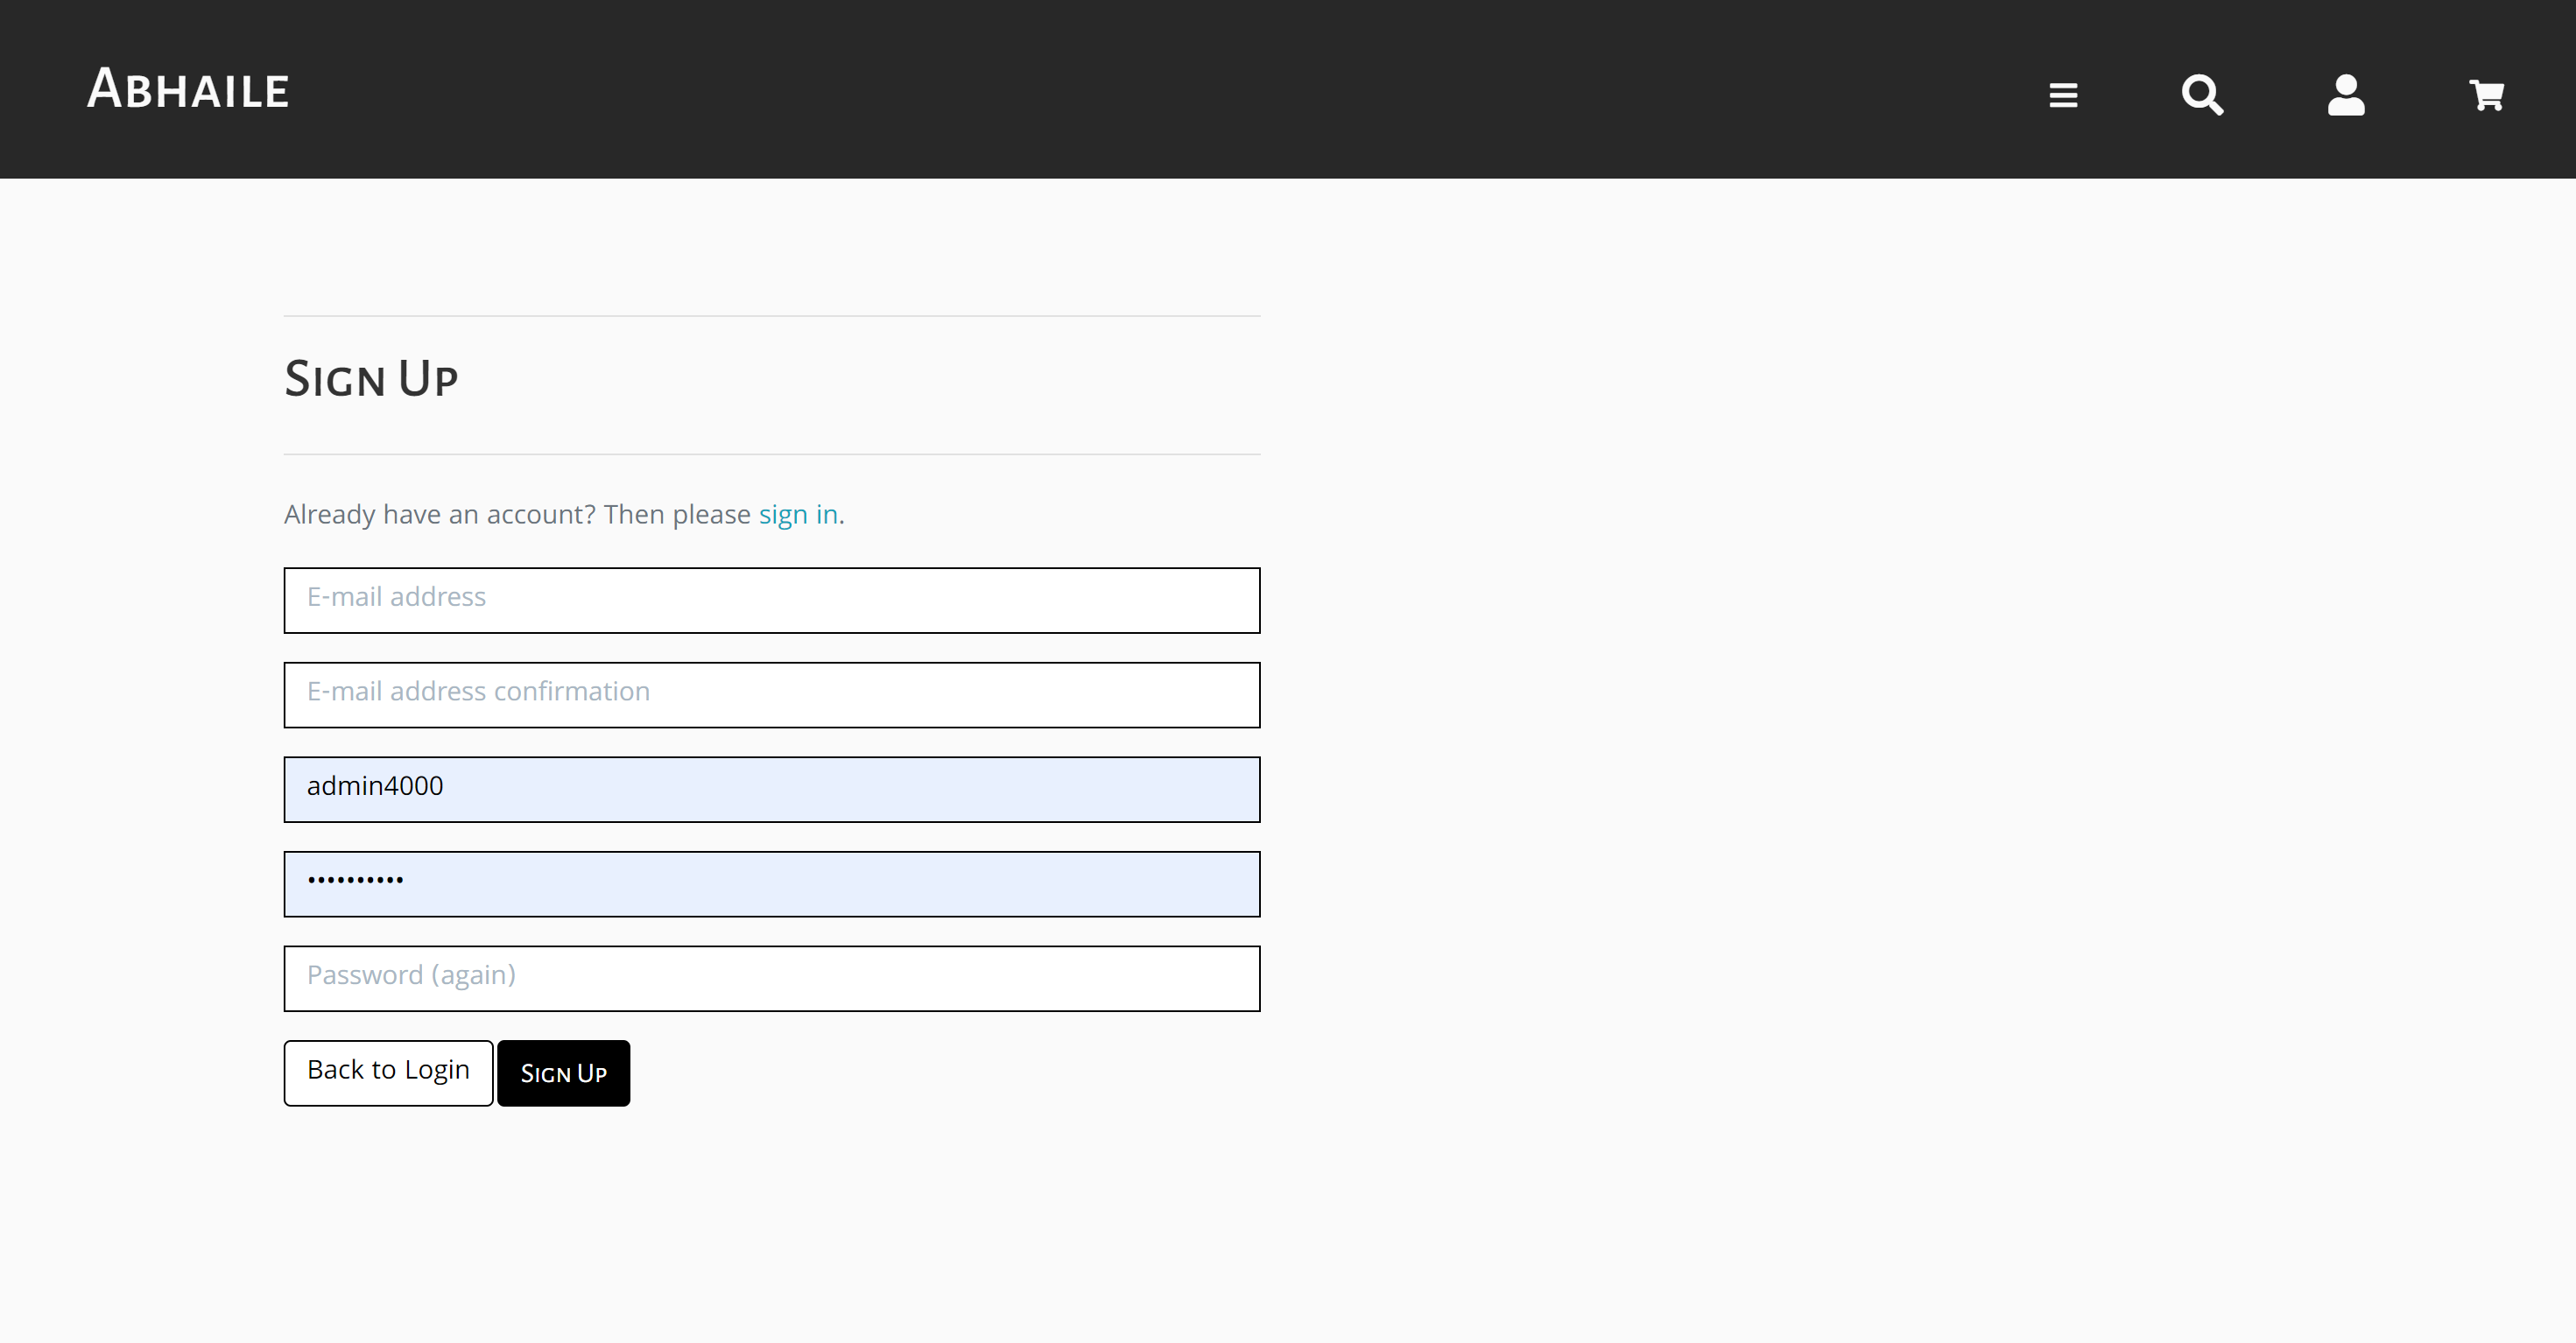 Abhaile
Sign Up
Already have an account? Then please sign in.
E-mail address
E-mail address confirmation
admin4000
••••••••••
Password (again)
Back to Login Sign Up